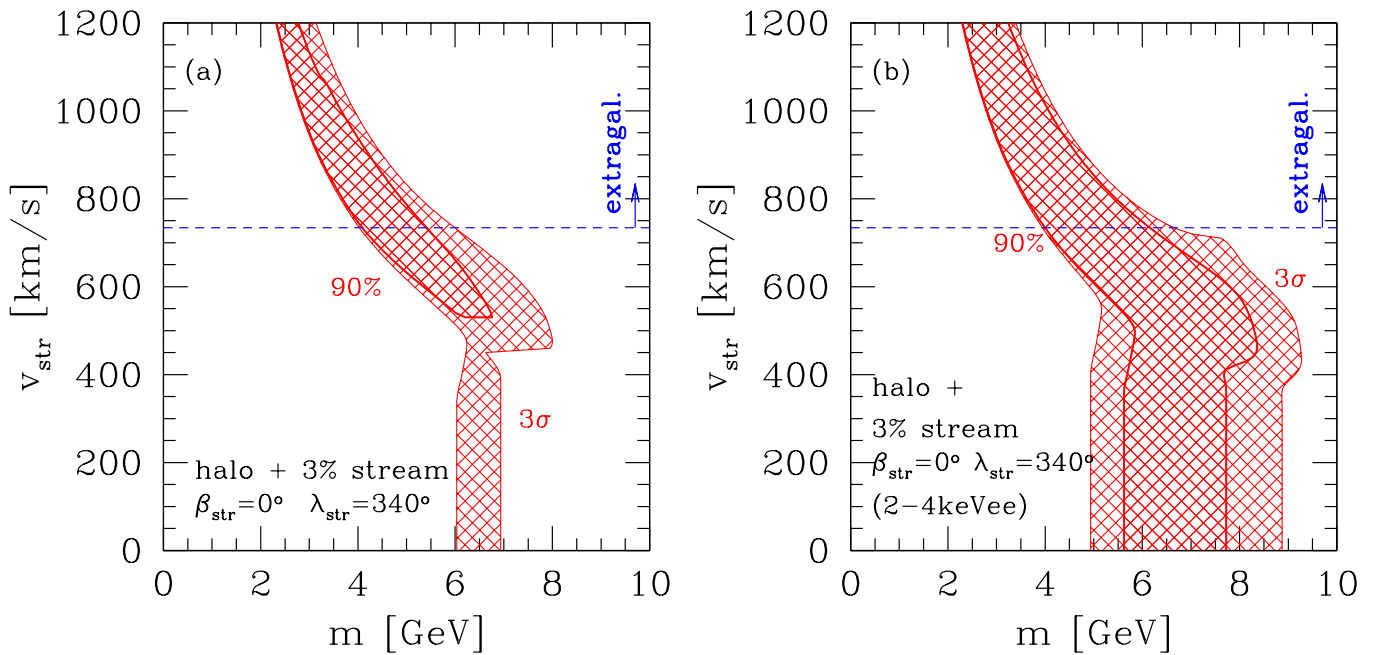 (a)
1200
1000
800
600
400
200
0
v_str [km/s]
extragal.
90%
3σ
halo + 3% stream
β_str=0° λ_str=340°
0 2 4 6 8 10
m [GeV]
(b)
1200
1000
800
600
400
200
0
v_str [km/s]
extragal.
90%
3σ
halo +
3% stream
β_str=0° λ_str=340°
(2-4keVee)
0 2 4 6 8 10
m [GeV]